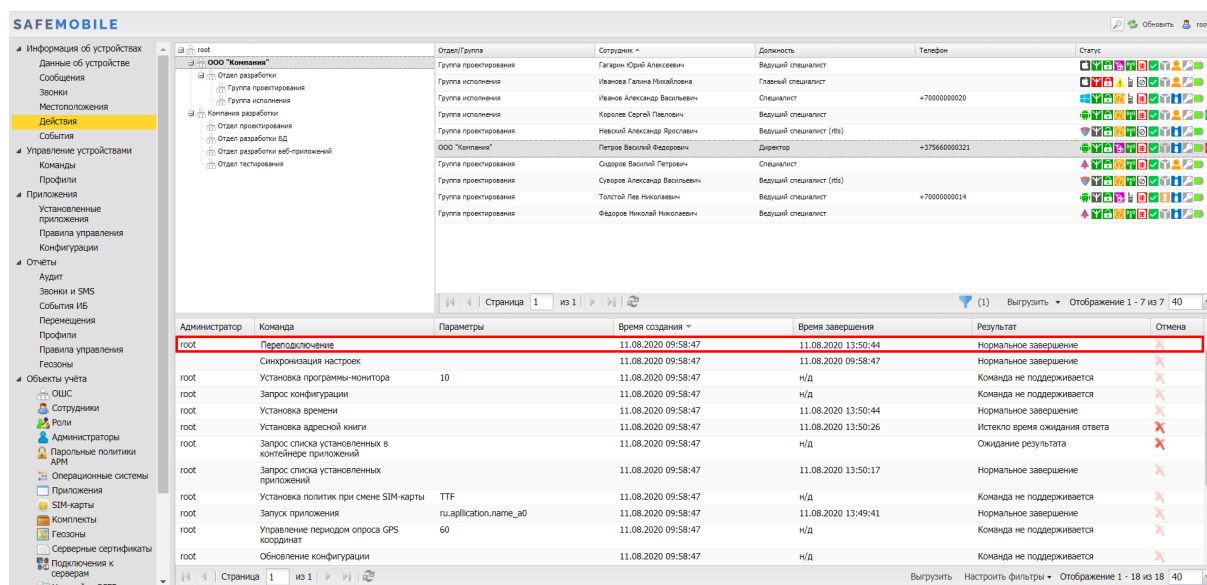 SAFEMOBILE
Обновить
Информация об устройствах
Данные об устройстве
Сообщения
Звонки
Местоположения
Действия
События
Управление устройствами
Команды
Профили
Приложения
Установленные
приложения
Правила управления
Конфигурации
Отчеты
Аудит
Звонки и SMS
События ИБ
Перемещения
Профили
Правила управления
Геозоны
Объекты учёта
ОШС
Сотрудники
Роли
Администраторы
Парольные политики
АРМ
Операционные системы
Приложения
SIM-карты
Комплекты
Геозоны
Серверные сертификаты
Подключения к
серверам
root
ООО "Компания"
Отдел разработки
Группа проектирования
Группа исполнения
Компания разработки
Отдел проектирования
Отдел разработки БД
Отдел разработки веб-приложений
Отдел тестирования
Отдел/Группа Сотрудник Должность Телефон Статус
Группа проектирования Гагарин Юрий Алексеевич Ведущий специалист
Группа исполнения Иванова Галина Михайловна Главный специалист
Группа исполнения Иванов Александр Васильевич Специалист +70000000020
Группа исполнения Королев Сергей Павлович Ведущий специалист
Группа проектирования Невский Александр Ярославич Ведущий специалист (rtls)
ООО "Компания" Петров Василий Федорович Директор +375660000321
Группа проектирования Сидоров Василий Петрович Специалист
Группа проектирования Суворов Александр Васильевич Ведущий специалист (rtls)
Группа проектирования Толстой Лев Николаевич Ведущий специалист +70000000014
Группа проектирования Фёдоров Николай Николаевич Ведущий специалист
Страница 1 из 1 (1) Выгрузить Отображение 1 - 7 из 7 40
Администратор Команда Параметры Время создания Время завершения Результат Отмена
root Переподключение 11.08.2020 09:58:47 11.08.2020 13:50:44 Нормальное завершение
Синхронизация настроек 11.08.2020 09:58:47 11.08.2020 09:58:47 Нормальное завершение
root Установка программы-монитора 10 11.08.2020 09:58:47 н/д Команда не поддерживается
root Запрос конфигурации 11.08.2020 09:58:47 н/д Команда не поддерживается
root Установка времени 11.08.2020 09:58:47 11.08.2020 13:50:44 Нормальное завершение
root Установка адресной книги 11.08.2020 09:58:47 11.08.2020 13:50:26 Истекло время ожидания ответа
root Запрос списка установленных в 11.08.2020 09:58:47 н/д Ожидание результата
контейнере приложений
root Запрос списка установленных 11.08.2020 09:58:47 11.08.2020 13:50:17 Нормальное завершение
приложений
root Установка политик при смене SIM-карты TTF 11.08.2020 09:58:47 н/д Команда не поддерживается
root Запуск приложения ru.apllication.name_a0 11.08.2020 09:58:47 11.08.2020 13:49:41 Нормальное завершение
root Управление периодом опроса GPS 60 11.08.2020 09:58:47 н/д Команда не поддерживается
координат
root Обновление конфигурации 11.08.2020 09:58:47 н/д Команда не поддерживается
Страница 1 из 1 Выгрузить Настроить фильтры Отображение 1 - 18 из 18 40